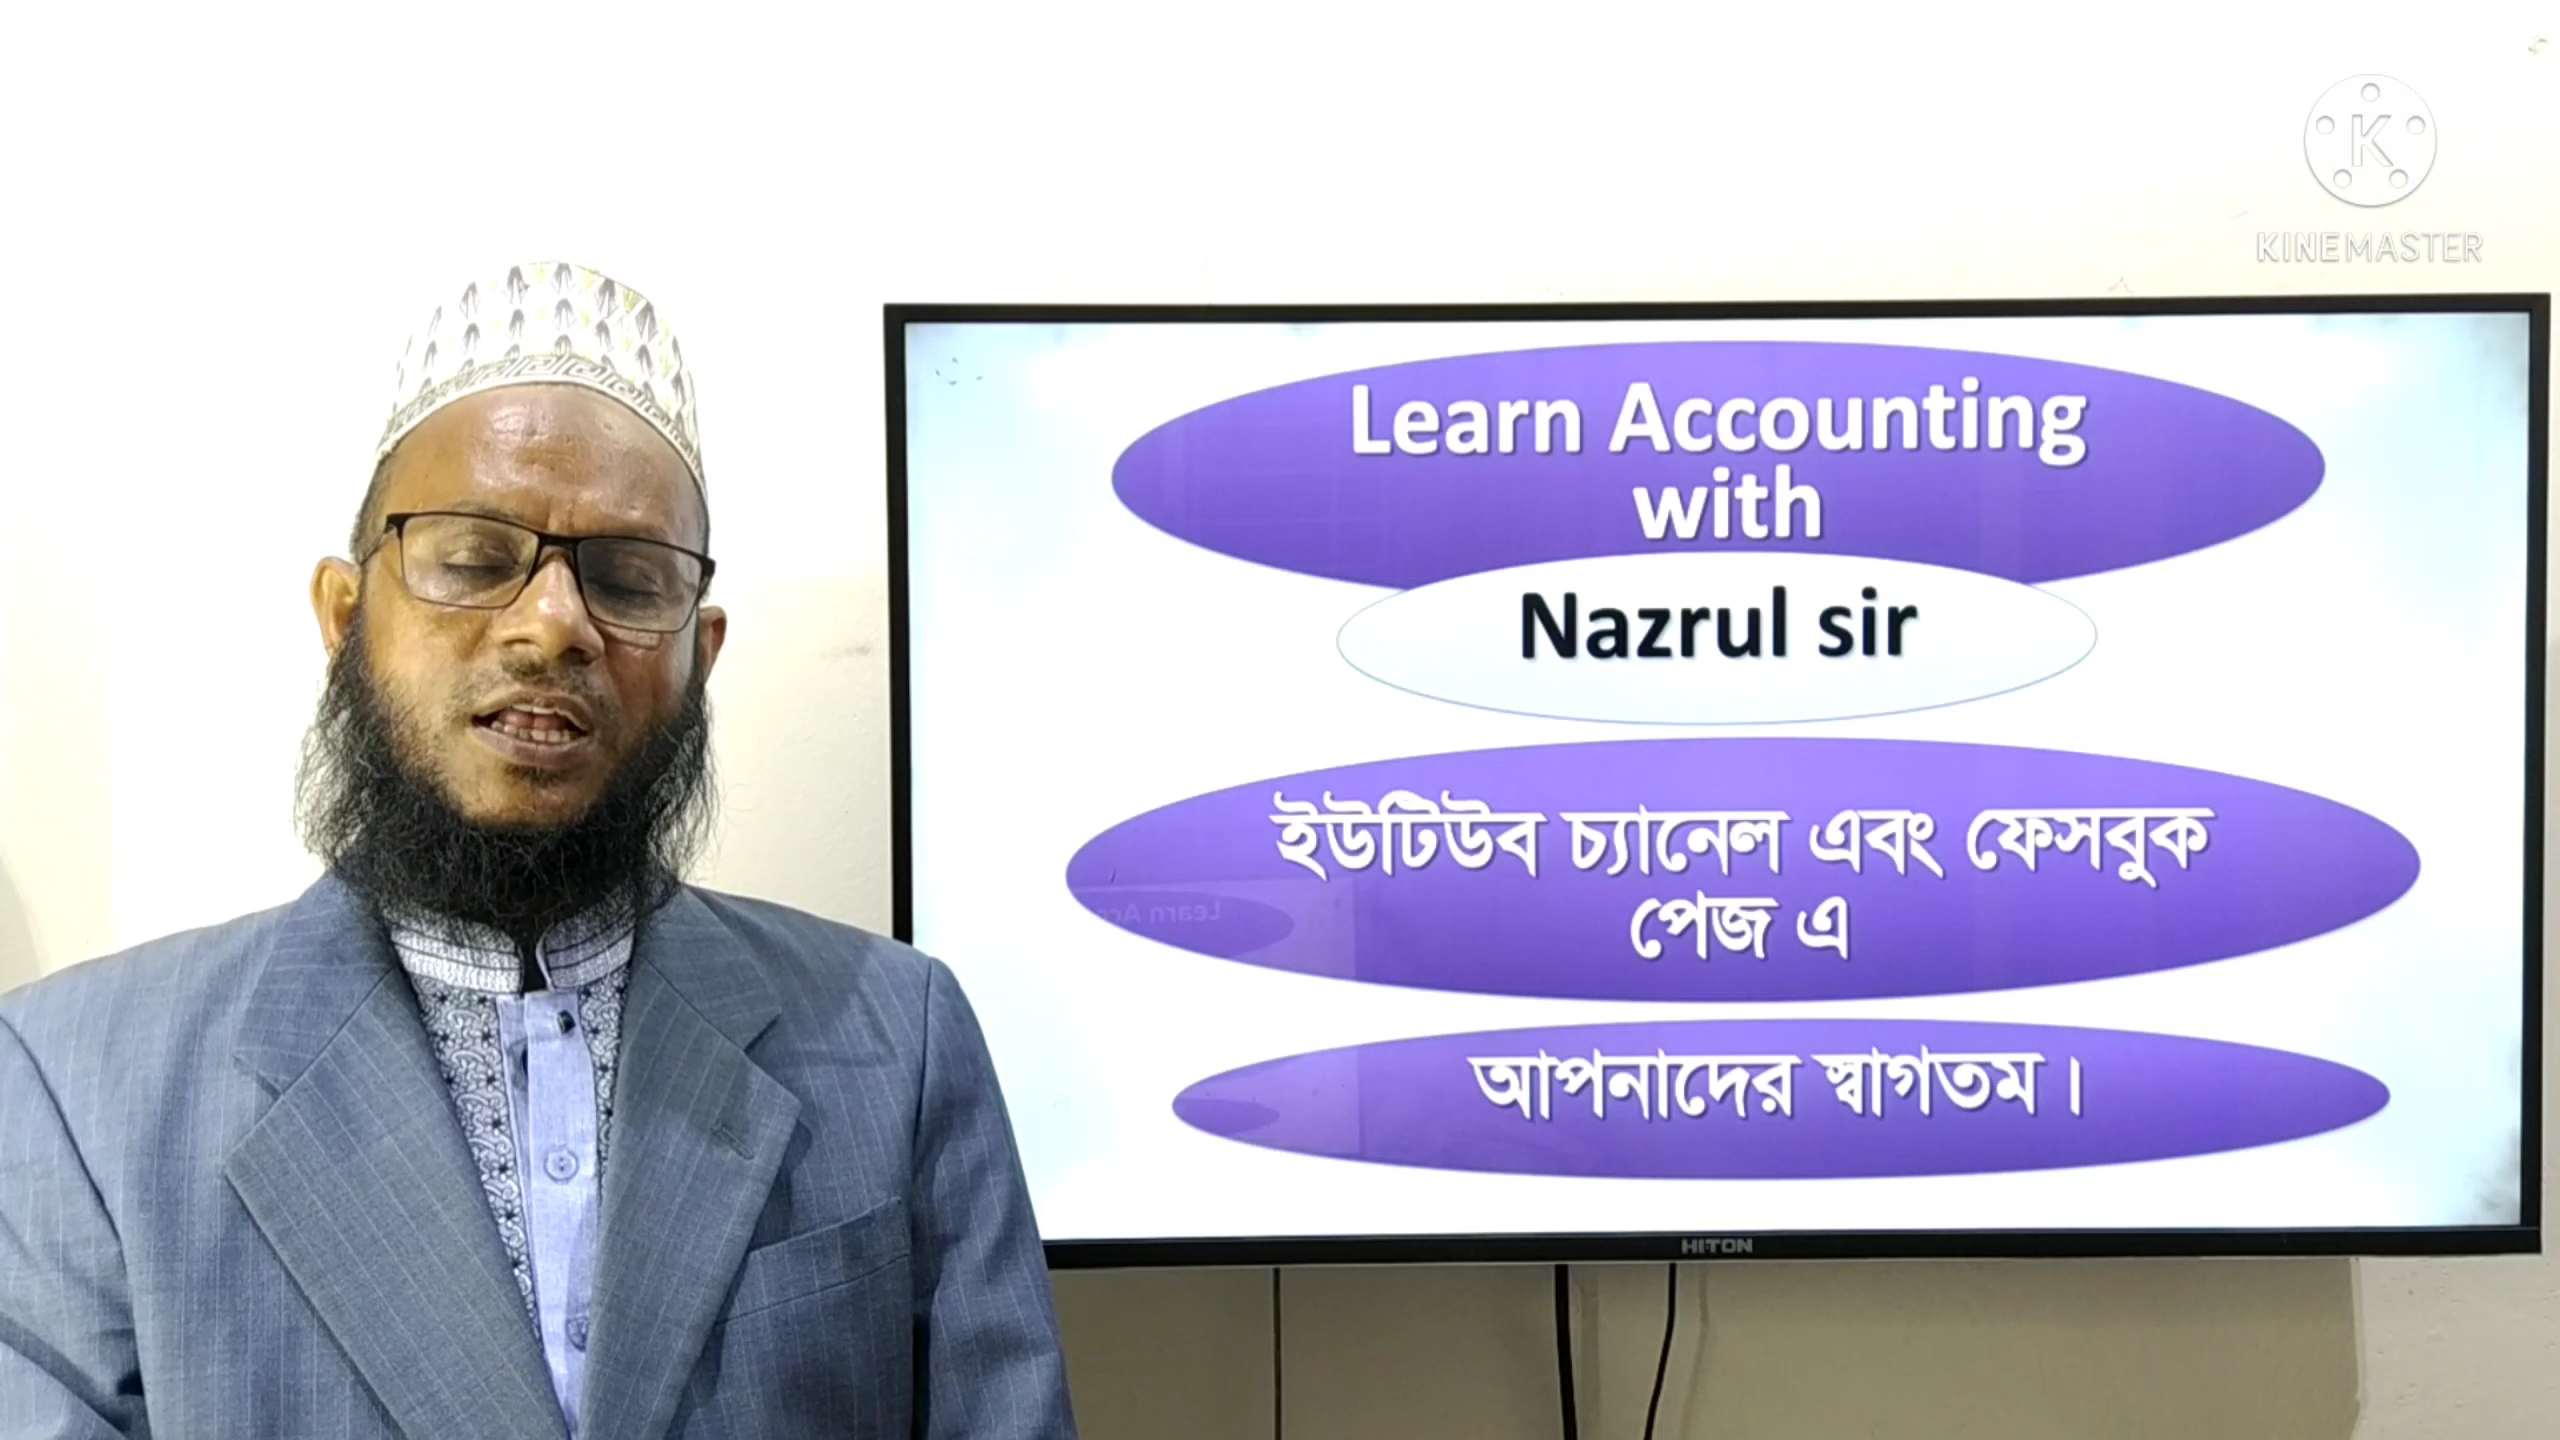 KINEMASTER
Learn Accounting
with
Nazrul sir
ইউটিউব চ্যানেল এবং ফেসবুক
পেজ এ
আপনাদের স্বাগতম।
HITON